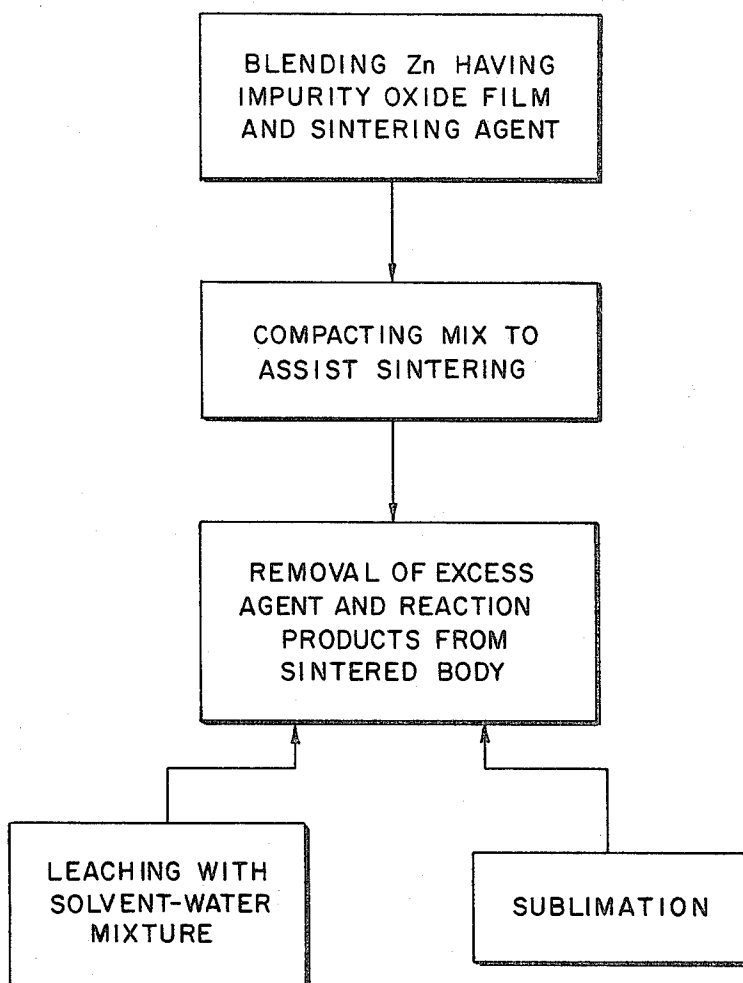 BLENDING Zn HAVING
IMPURITY OXIDE FILM
AND SINTERING AGENT
COMPACTING MIX TO
ASSIST SINTERING
REMOVAL OF EXCESS
AGENT AND REACTION
PRODUCTS FROM
SINTERED BODY
LEACHING WITH
SOLVENT-WATER
MIXTURE
SUBLIMATION